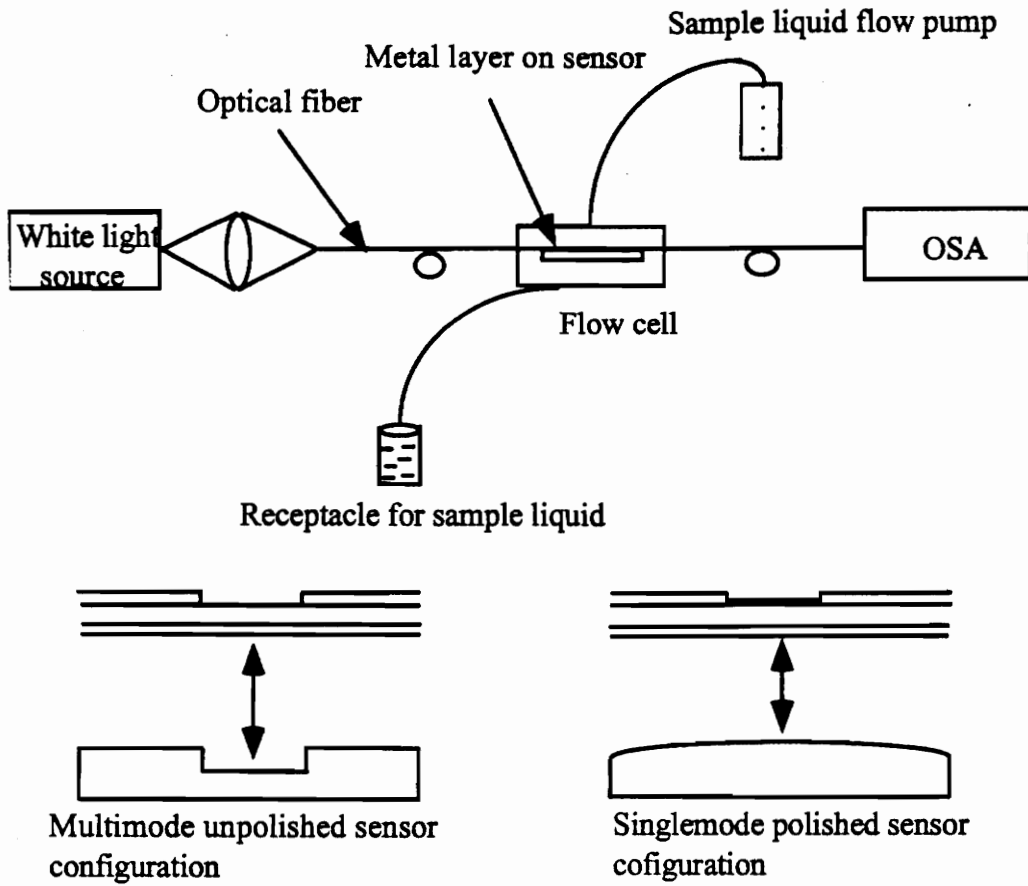 Sample liquid flow pump
Metal layer on sensor
Optical fiber
White light
source
OSA
Flow cell
Receptacle for sample liquid
Multimode unpolished sensor
configuration
Singlemode polished sensor
cofiguration